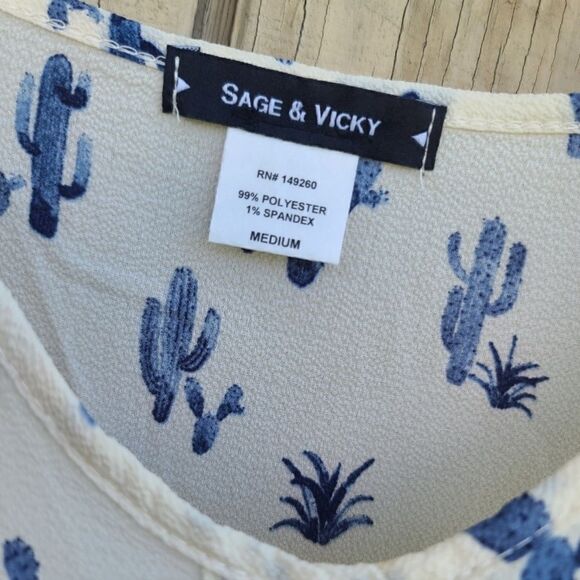 SAGE & VICKY
RN# 149260
99% POLYESTER
1% SPANDEX
MEDIUM